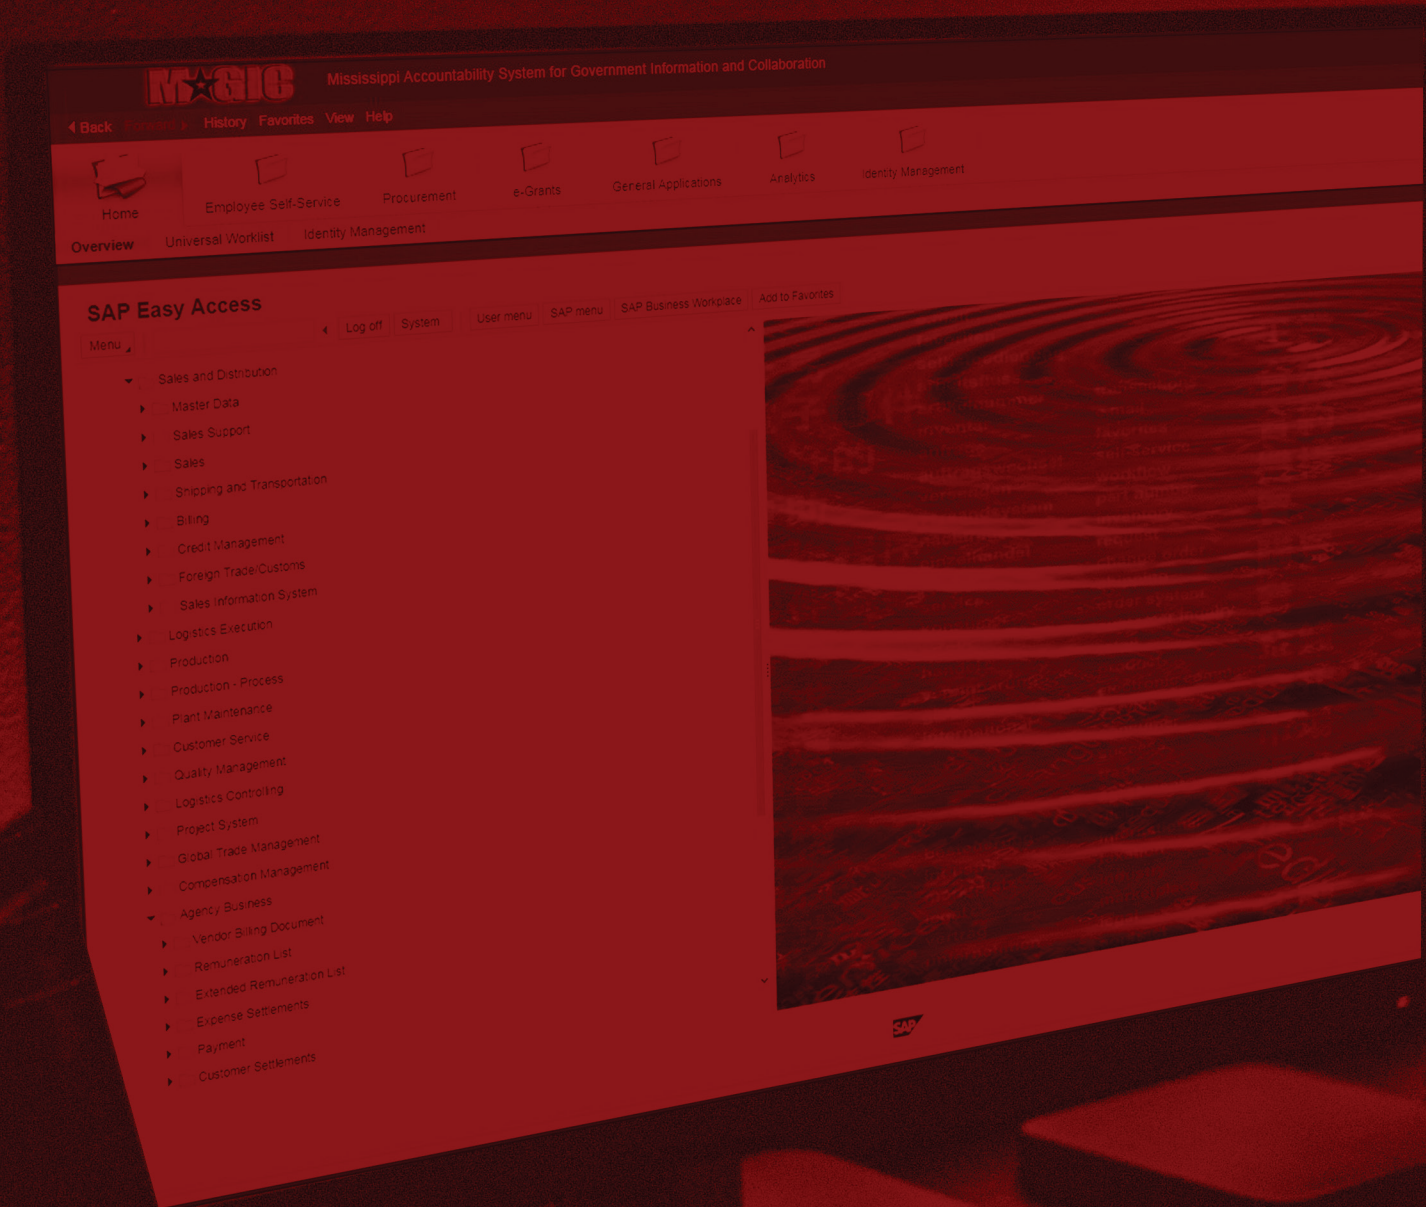 MAGIC
Mississippi Accountability System for Government Information and Collaboration
Back Forward History Favorites View Help
Home Employee Self-Service Procurement e-Grants General Applications Analytics Identity Management
Overview Universal Worklist Identity Management
SAP Easy Access
Menu Log off System User menu SAP menu SAP Business Workplace Add to Favorites
Sales and Distribution
Master Data
Sales Support
Sales
Shipping and Transportation
Billing
Credit Management
Foreign Trade/Customs
Sales Information System
Logistics Execution
Production
Production - Process
Plant Maintenance
Customer Service
Quality Management
Logistics Controlling
Project System
Global Trade Management
Compensation Management
Agency Business
Vendor Billing Document
Remuneration List
Extended Remuneration List
Expense Settlements
Payment
Customer Settlements
SAP